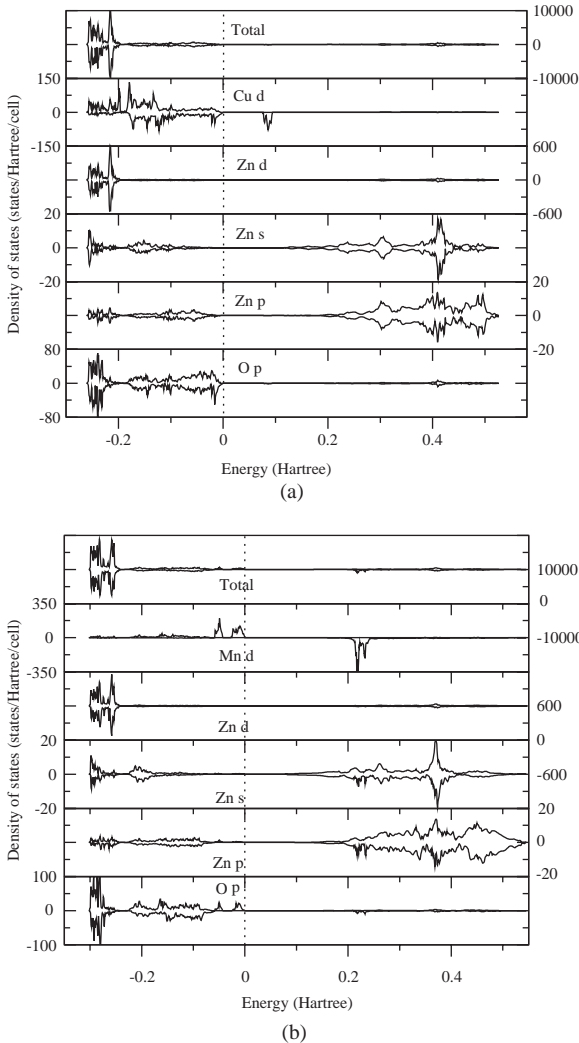 10000
Total
0
150
-10000
Cu d
0
-150
600
Zn d
0
20
-600
Zn s
0
-20
20
Zn p
0
80
-20
O p
0
-80
-0.2
0
0.2
0.4
Density of states (states/Hartree/cell)
Energy (Hartree)
(a)
Total
10000
350
0
0
Mn d
-10000
-350
600
Zn d
20
0
0
-600
Zn s
-20
20
0
Zn p
100
-20
O p
0
-100
-0.2
0
0.2
0.4
Density of states (states/Hartree/cell)
Energy (Hartree)
(b)